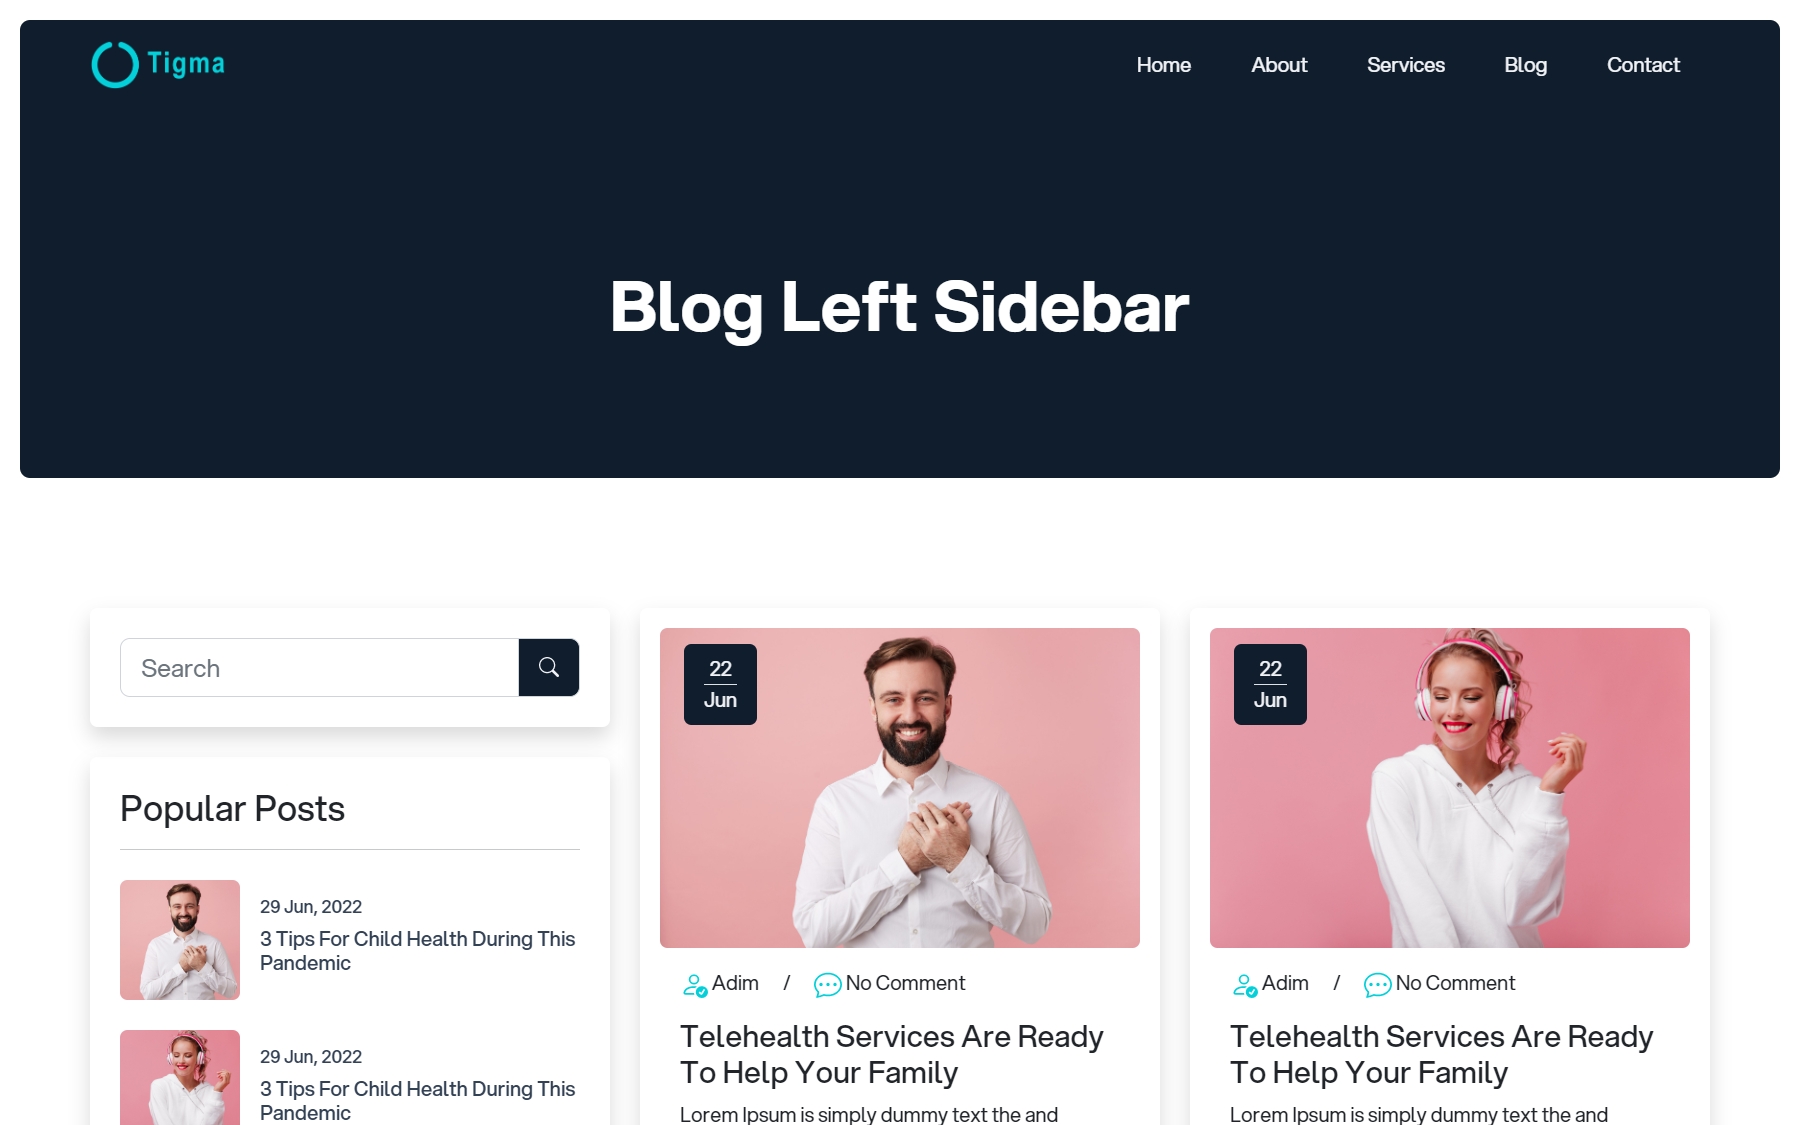 Tigma
Home
About
Services
Blog
Contact
Blog Left Sidebar
Search
Popular Posts
29 Jun, 2022
3 Tips For Child Health During This
Pandemic
29 Jun, 2022
3 Tips For Child Health During This
Pandemic
22
Jun
Adim / No Comment
Telehealth Services Are Ready
To Help Your Family
Lorem Ipsum is simply dummy text the and
22
Jun
Adim / No Comment
Telehealth Services Are Ready
To Help Your Family
Lorem Ipsum is simply dummy text the and